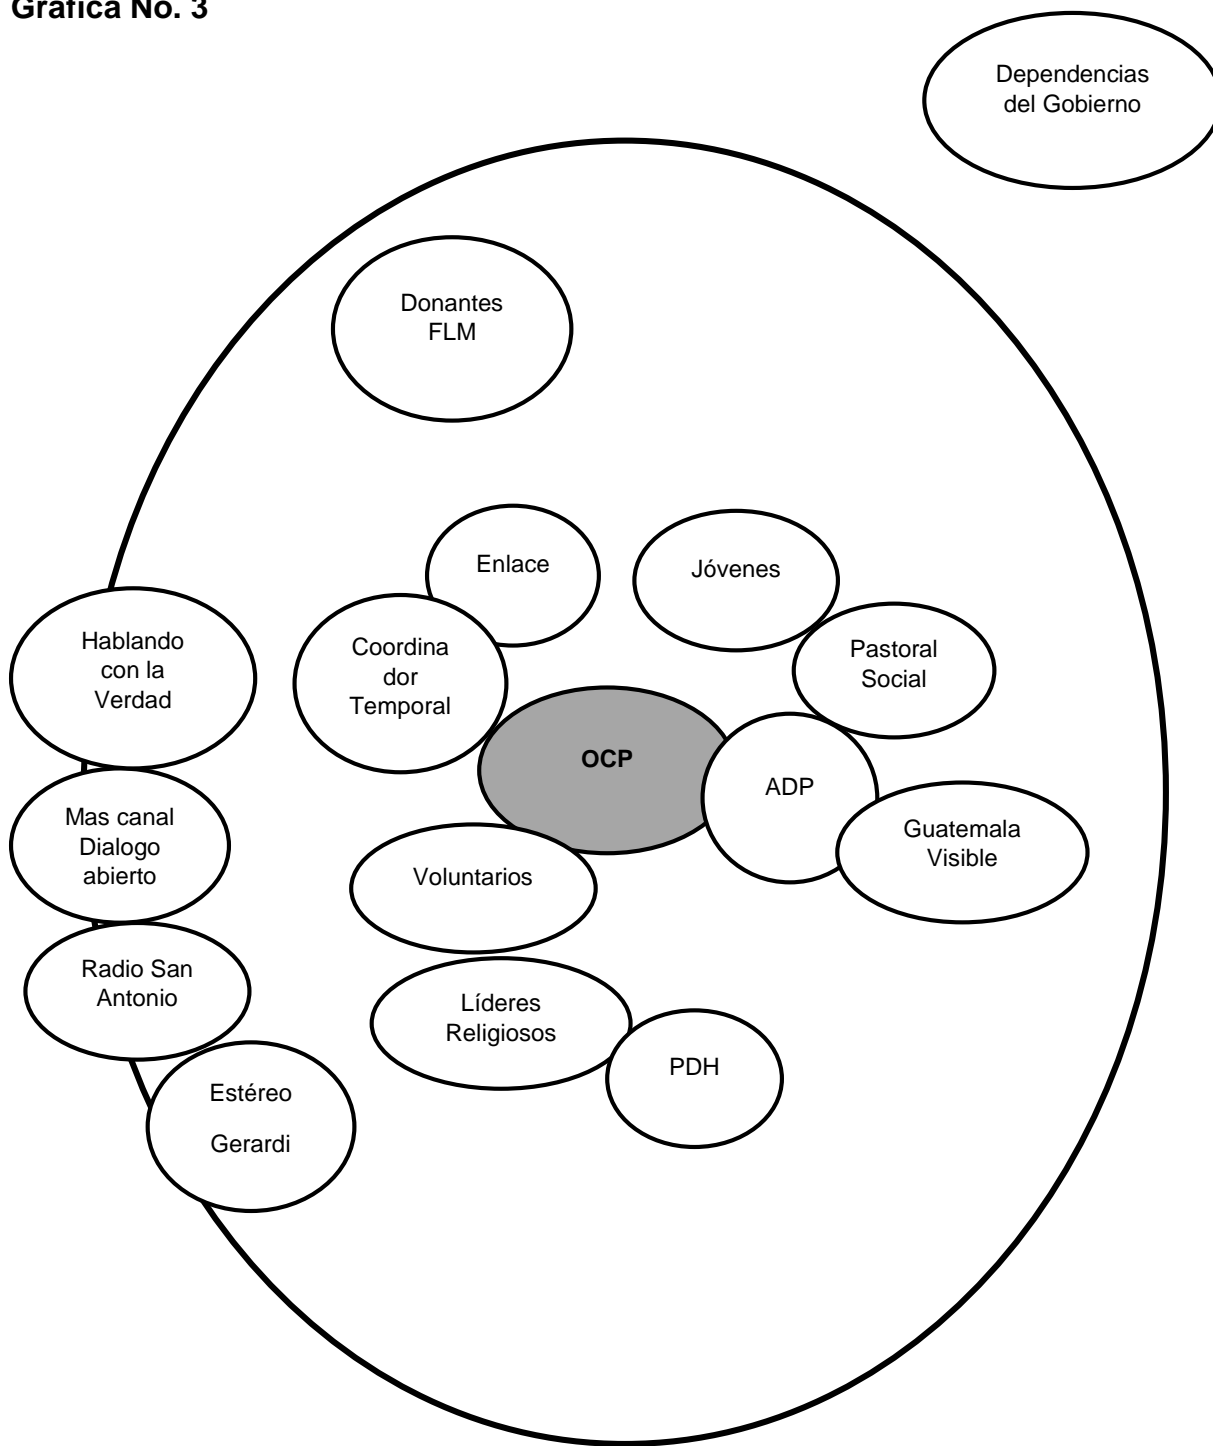 Gráfica No. 3
Dependencias
del Gobierno
Donantes
FLM
Enlace
Jóvenes
Hablando
con la
Verdad
Coordina
dor
Temporal
Pastoral
Social
OCP
ADP
Mas canal
Dialogo
abierto
Guatemala
Visible
Voluntarios
Radio San
Antonio
Líderes
Religiosos
PDH
Estéreo
Gerardi